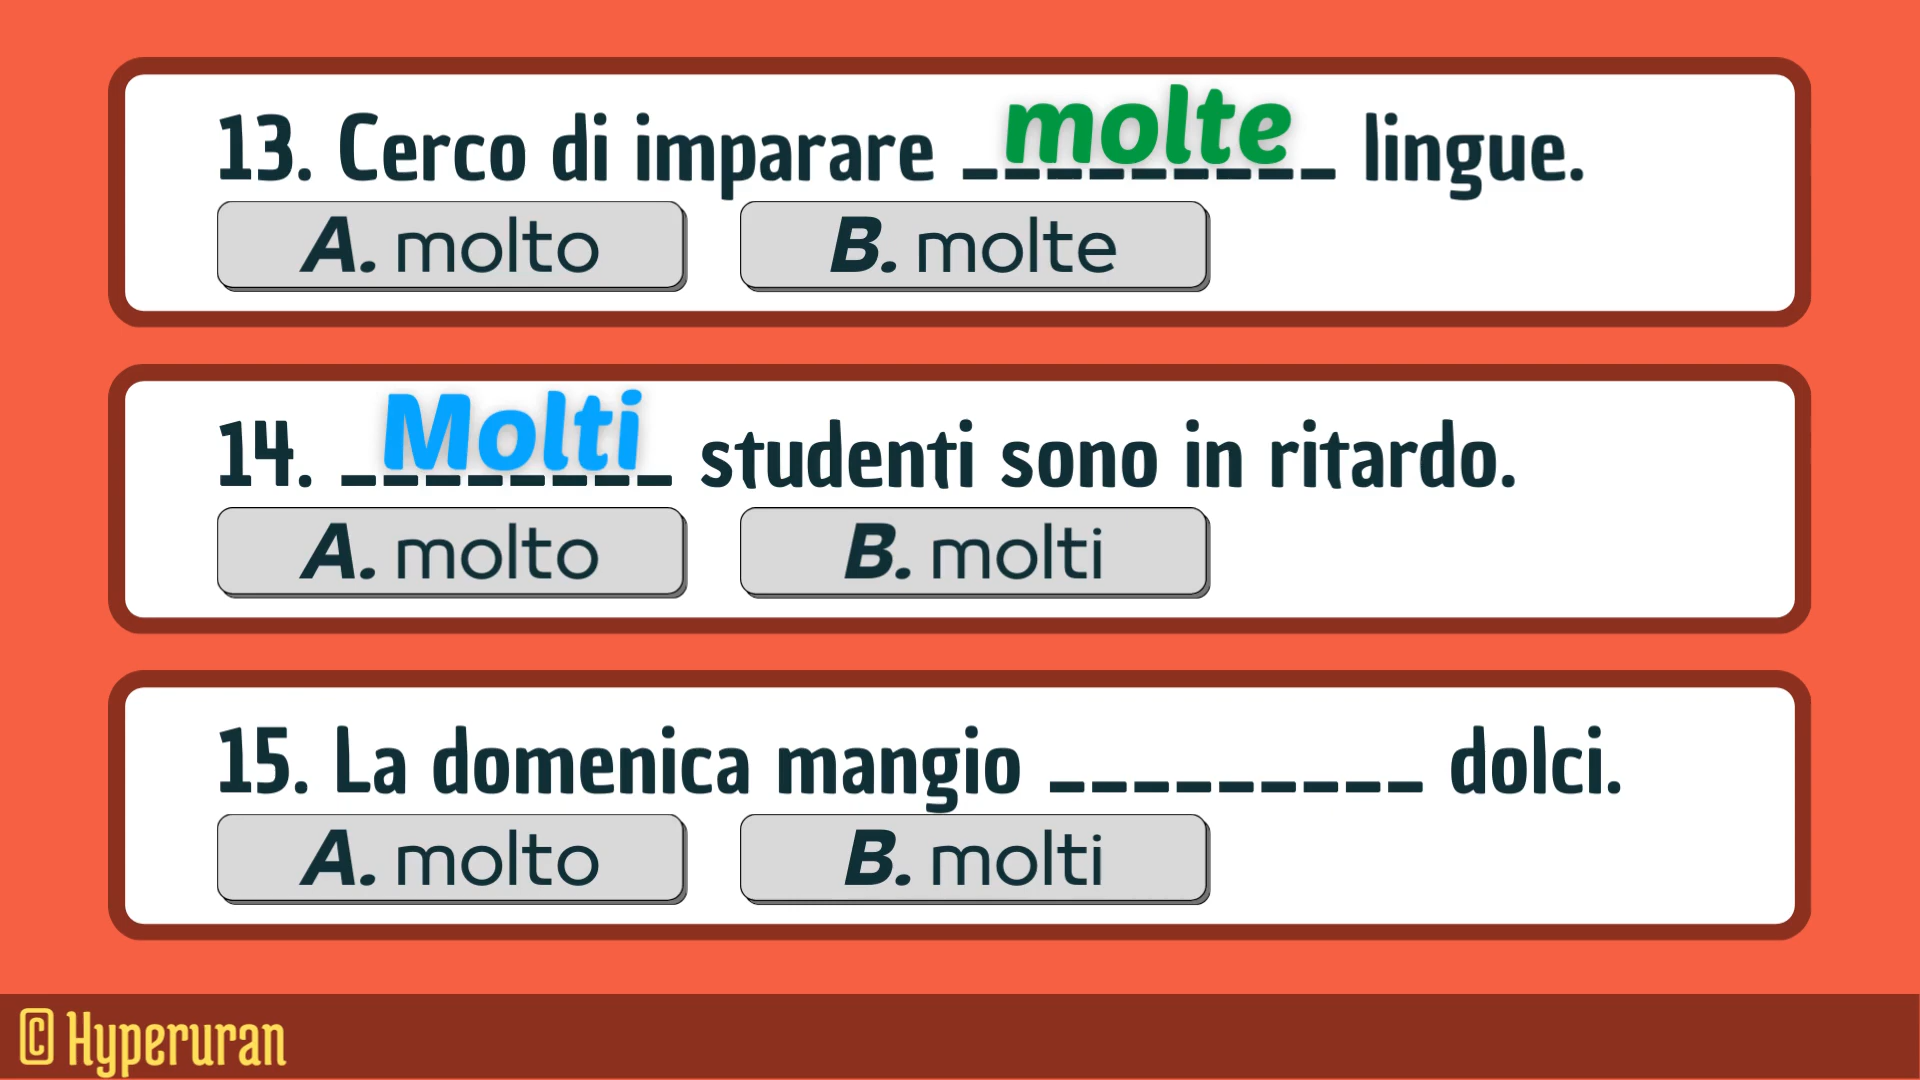 13. Cerco di imparare molte lingue.
A. molto B. molte
14. Molti studenti sono in ritardo.
A. molto B. molti
15. La domenica mangio _________ dolci.
A. molto B. molti
© Hyperuran